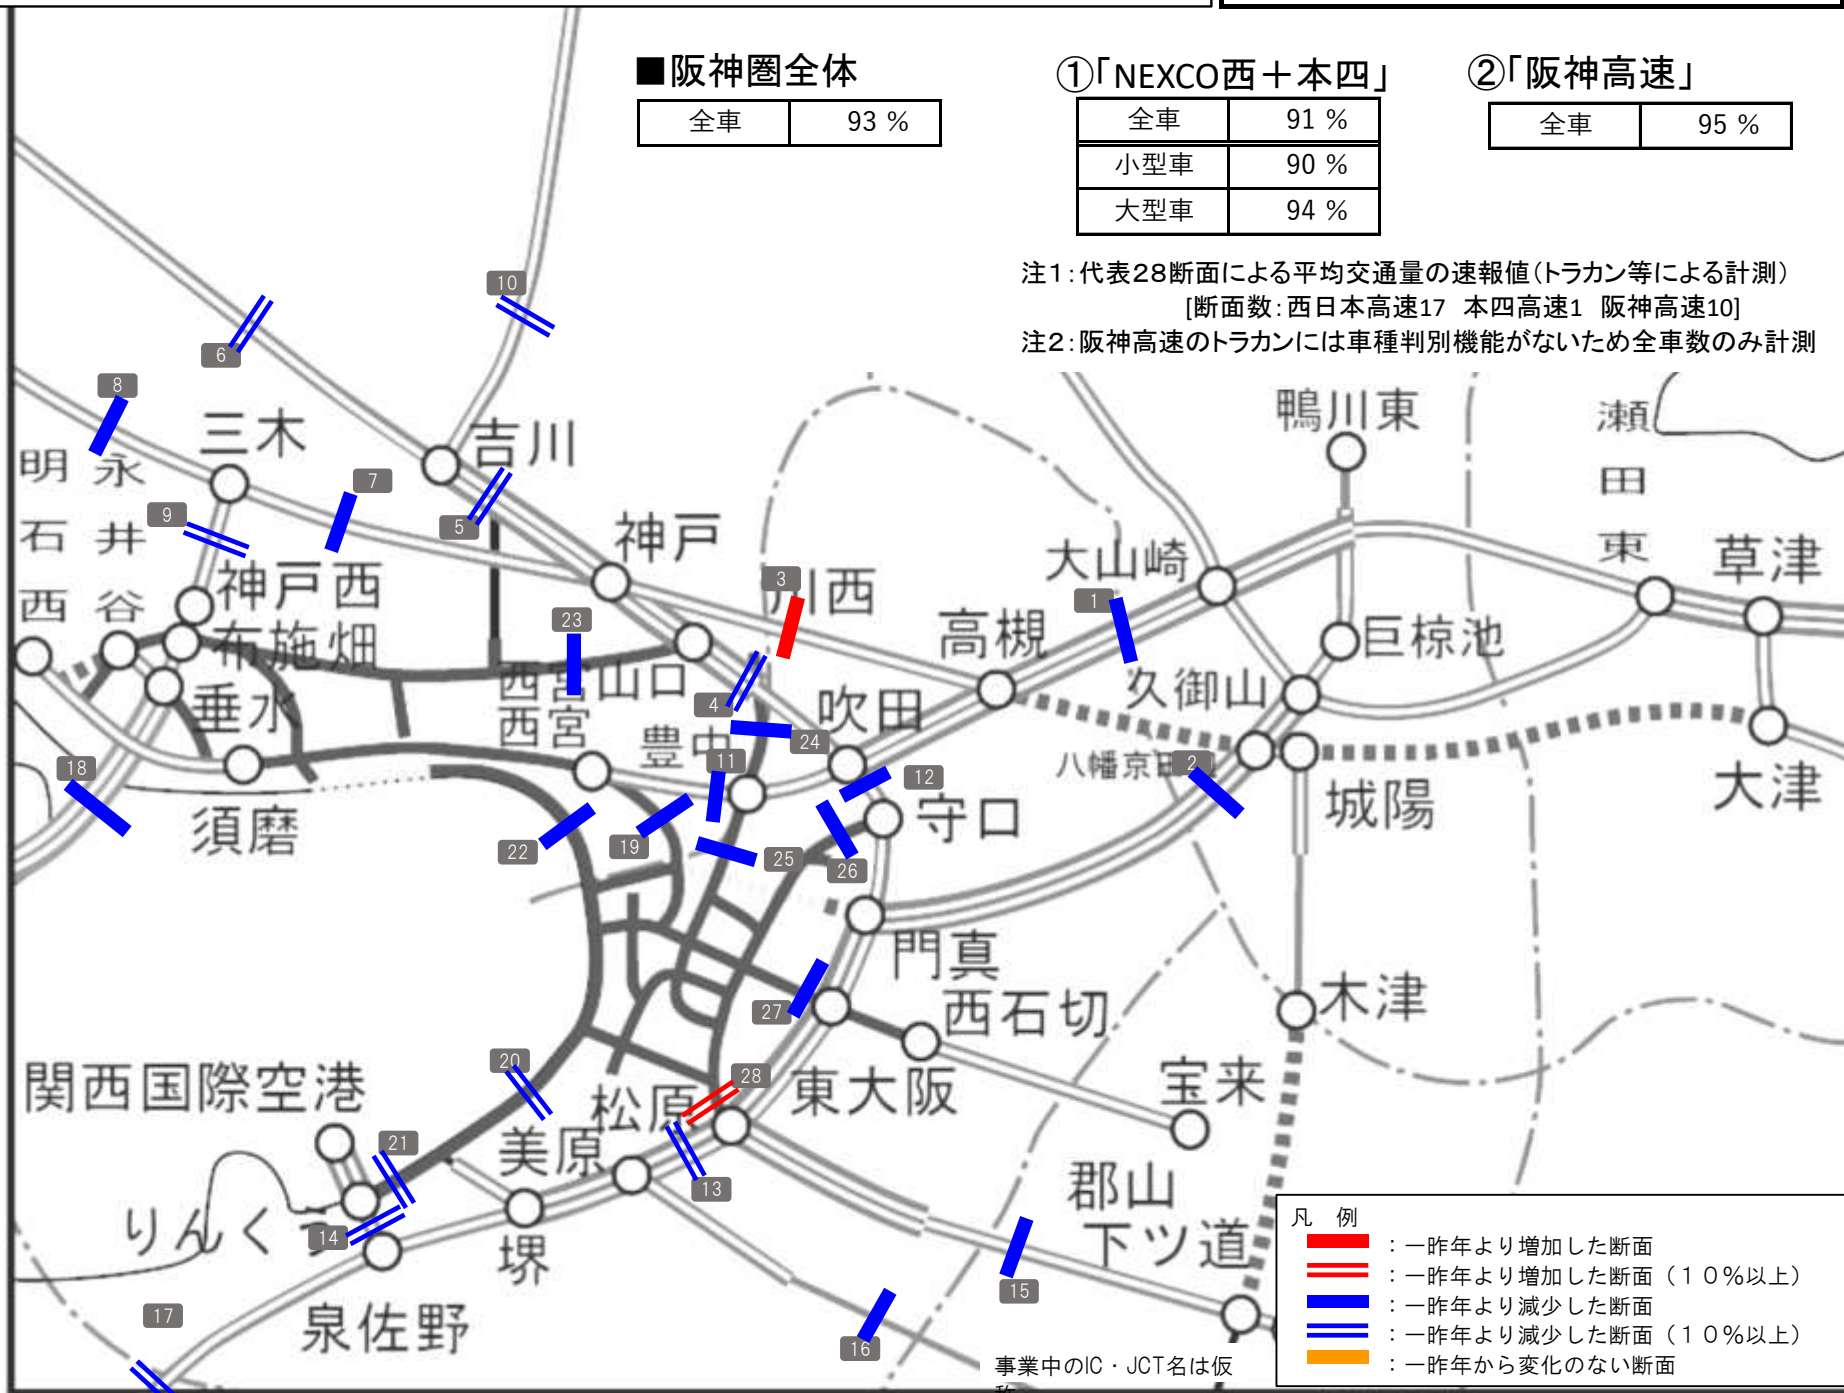 ■阪神圏全体
全車 93 %
①「NEXCO西＋本四」
全車 91 %
小型車 90 %
大型車 94 %
②「阪神高速」
全車 95 %
注1：代表28断面による平均交通量の速報値（トラカン等による計測）
[断面数：西日本高速17 本四高速1 阪神高速10]
注2：阪神高速のトラカンには車種判別機能がないため全車数のみ計測
10
6
8
三木
吉川
鴨川東
瀬田東
明石西
永井谷
7
9
5
神戸
大山崎
草津
神戸西
3
川西
1
高槻
布施畑
23
巨椋池
西宮山口
久御山
垂水
4
吹田
西宮
豊中
24
11
12
八幡京田
2
18
大津
城陽
須磨
守口
22
19
25
26
門真
27
西石切
木津
20
関西国際空港
28
松原
東大阪
宝来
21
美原
13
郡山下ツ道
りんくう
14
堺
15
17
泉佐野
16
事業中のIC・JCT名は仮
凡 例
：一昨年より増加した断面
：一昨年より増加した断面（１０％以上）
：一昨年より減少した断面
：一昨年より減少した断面（１０％以上）
：一昨年から変化のない断面